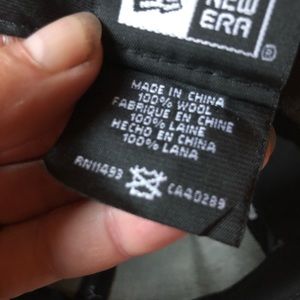 NEW
ERA
®
MADE IN CHINA
100% WOOL
FABRIQUE EN CHINE
100% LAINE
HECHO EN CHINA
100% LANA
RN11493 CA40289